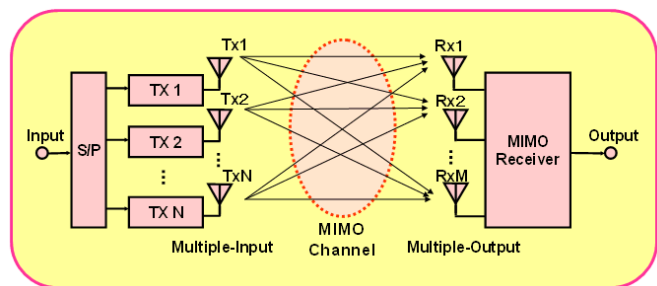 Input
S/P
TX 1
TX 2
...
TX N
Tx1
Tx2
...
TxN
Multiple-Input
MIMO
Channel
Rx1
Rx2
...
RxM
Multiple-Output
MIMO
Receiver
Output